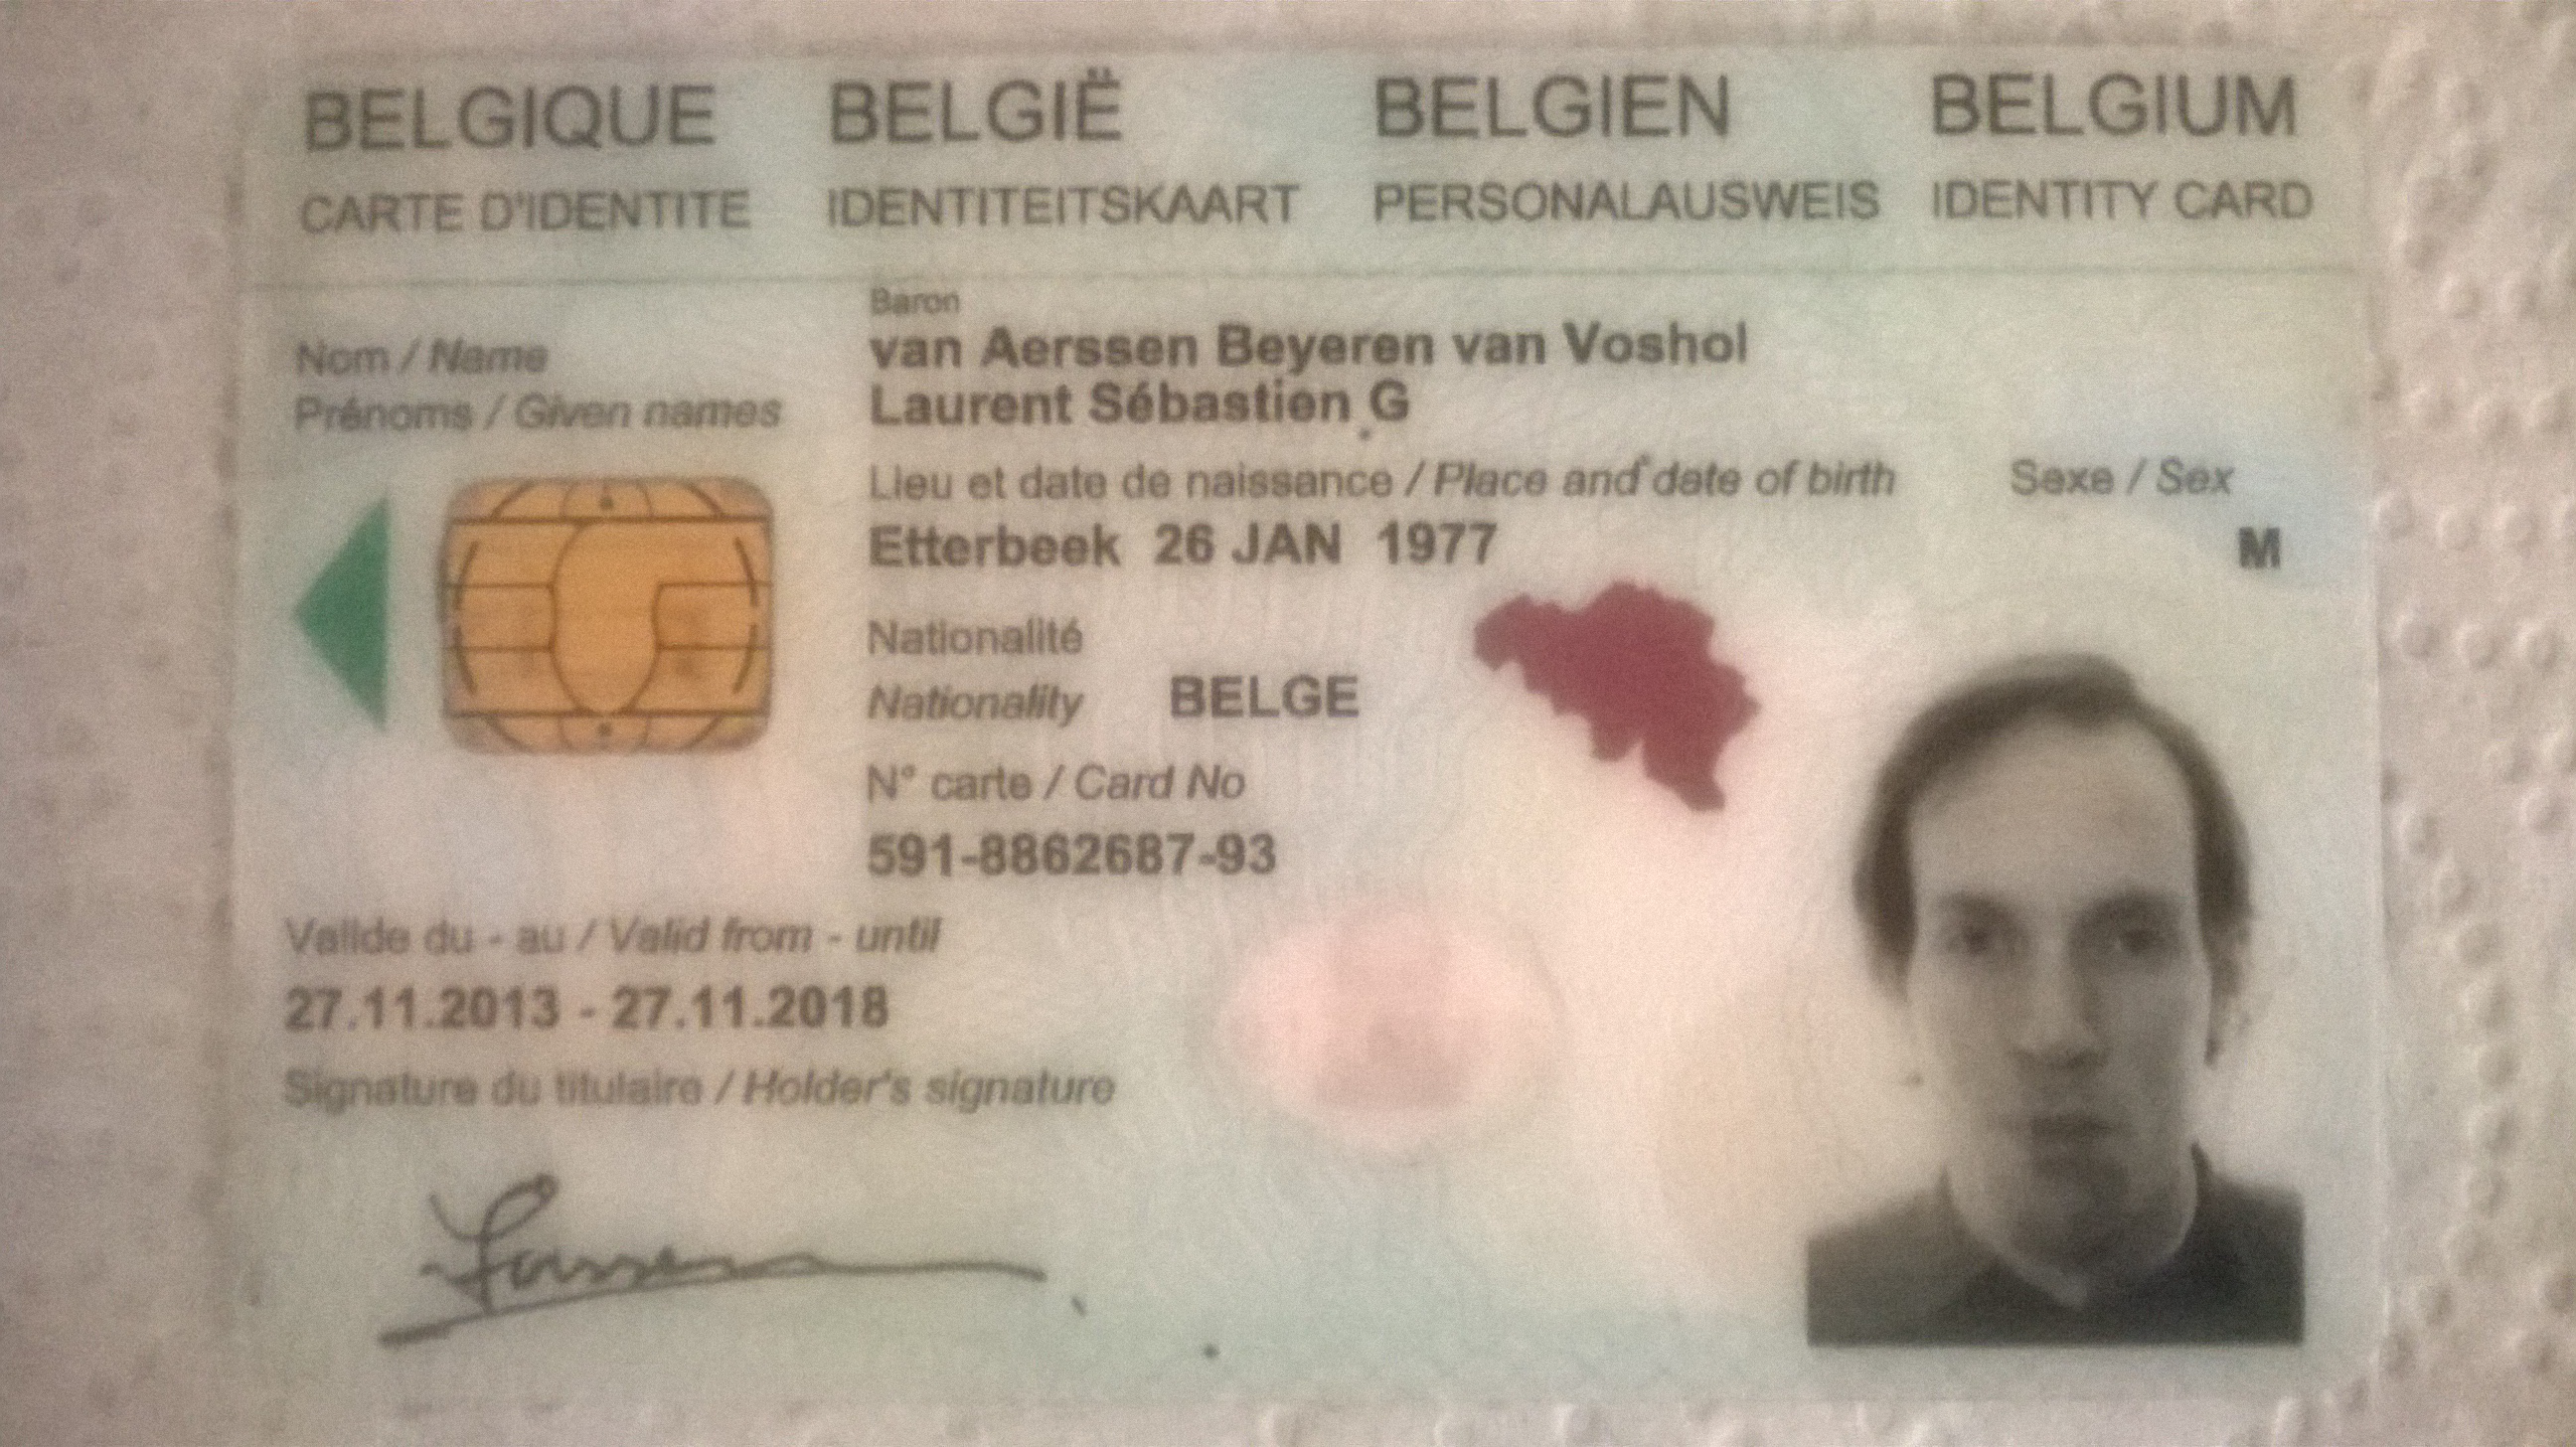 BELGIQUE BELGIË BELGIEN BELGIUM
CARTE D'IDENTITE IDENTITEITSKAART PERSONALAUSWEIS IDENTITY CARD
Baron
Nom / Name van Aerssen Beyeren van Voshol
Prénoms / Given names Laurent Sébastien G
Lieu et date de naissance / Place and date of birth Sexe / Sex
Etterbeek 26 JAN 1977 M
Nationalité
Nationality BELGE
N° carte / Card No
591-8862687-93
Valide du - au / Valid from - until
27.11.2013 - 27.11.2018
Signature du titulaire / Holder's signature